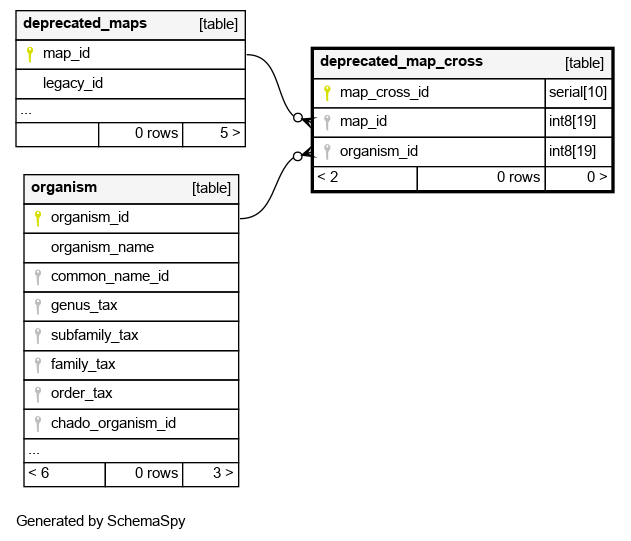 deprecated_maps [table]
map_id
legacy_id
...
0 rows 5 >
deprecated_map_cross [table]
map_cross_id serial[10]
map_id int8[19]
organism_id int8[19]
< 2 0 rows 0 >
organism [table]
organism_id
organism_name
common_name_id
genus_tax
subfamily_tax
family_tax
order_tax
chado_organism_id
...
< 6 0 rows 3 >
Generated by SchemaSpy